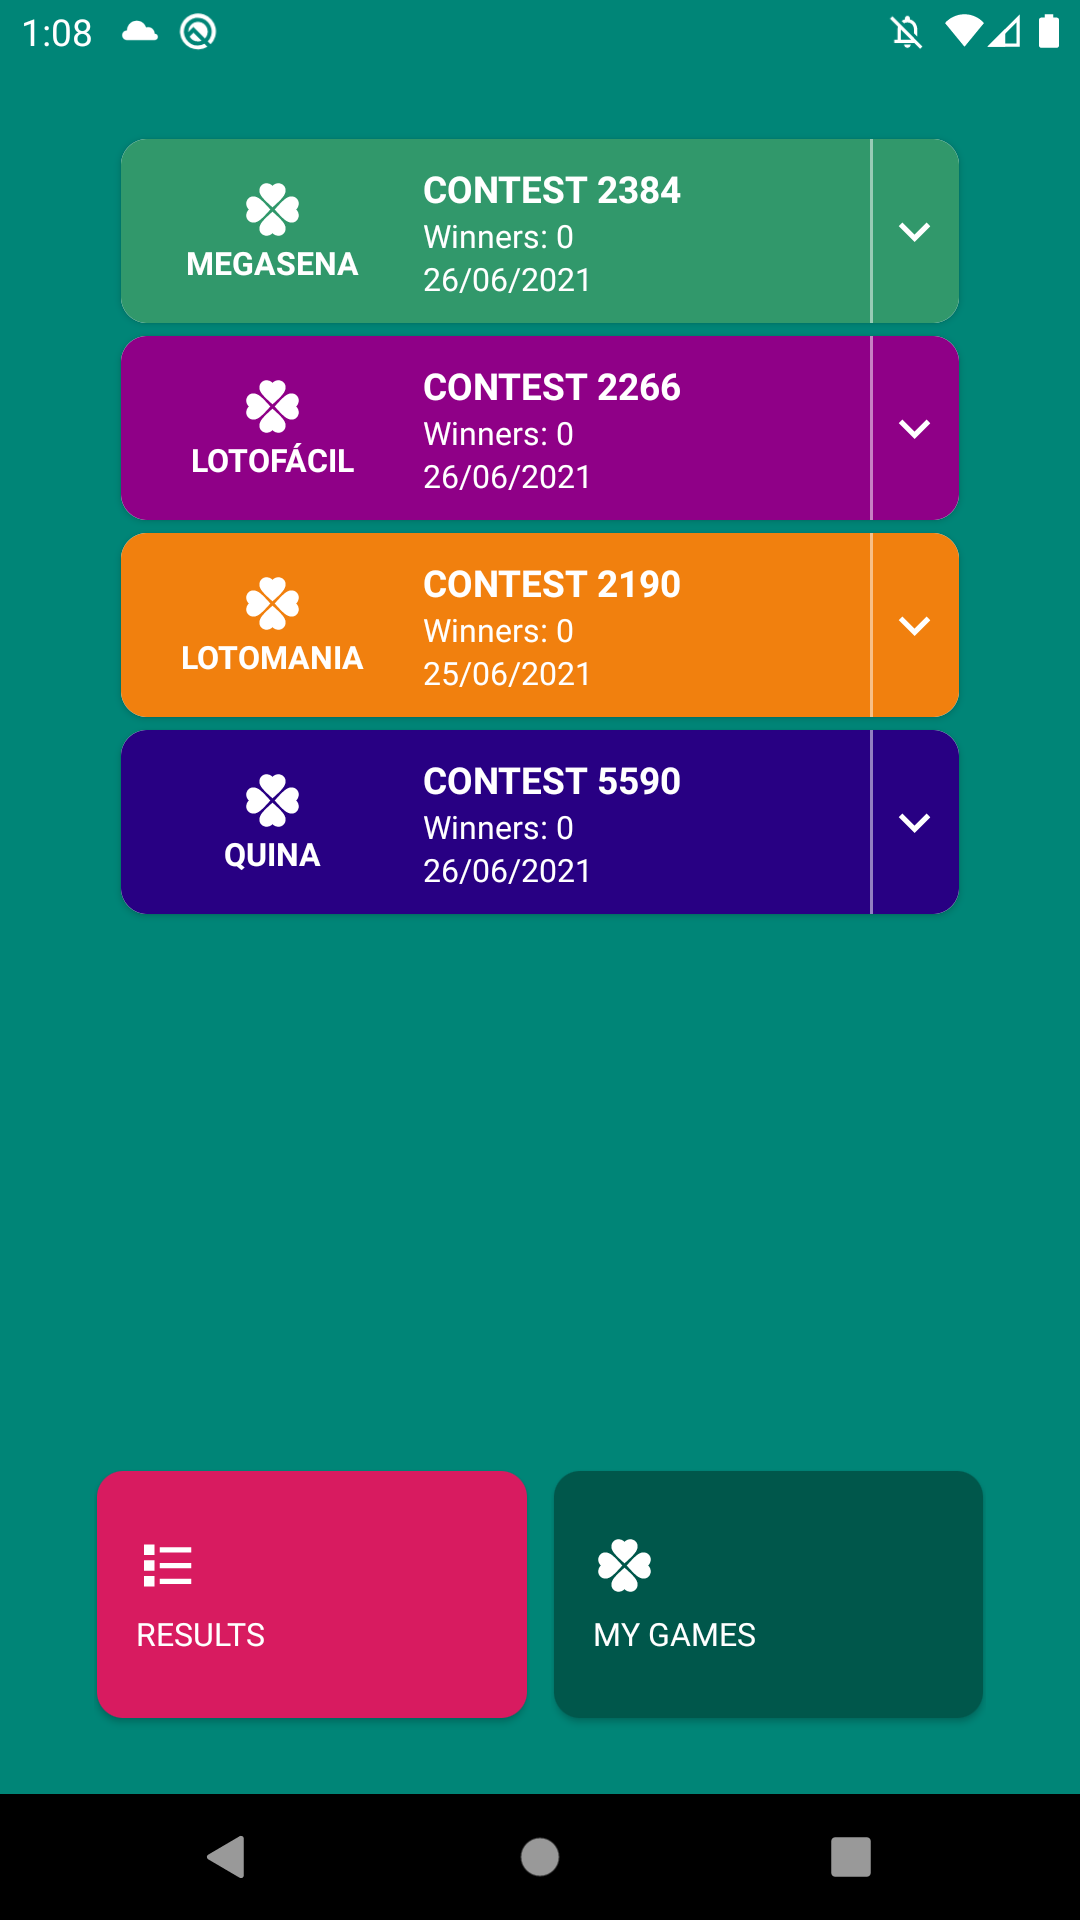 1:08
CONTEST 2384
Winners: 0
MEGASENA
26/06/2021
CONTEST 2266
Winners: 0
LOTOFÁCIL
26/06/2021
CONTEST 2190
Winners: 0
LOTOMANIA
25/06/2021
CONTEST 5590
Winners: 0
QUINA
26/06/2021
RESULTS
MY GAMES